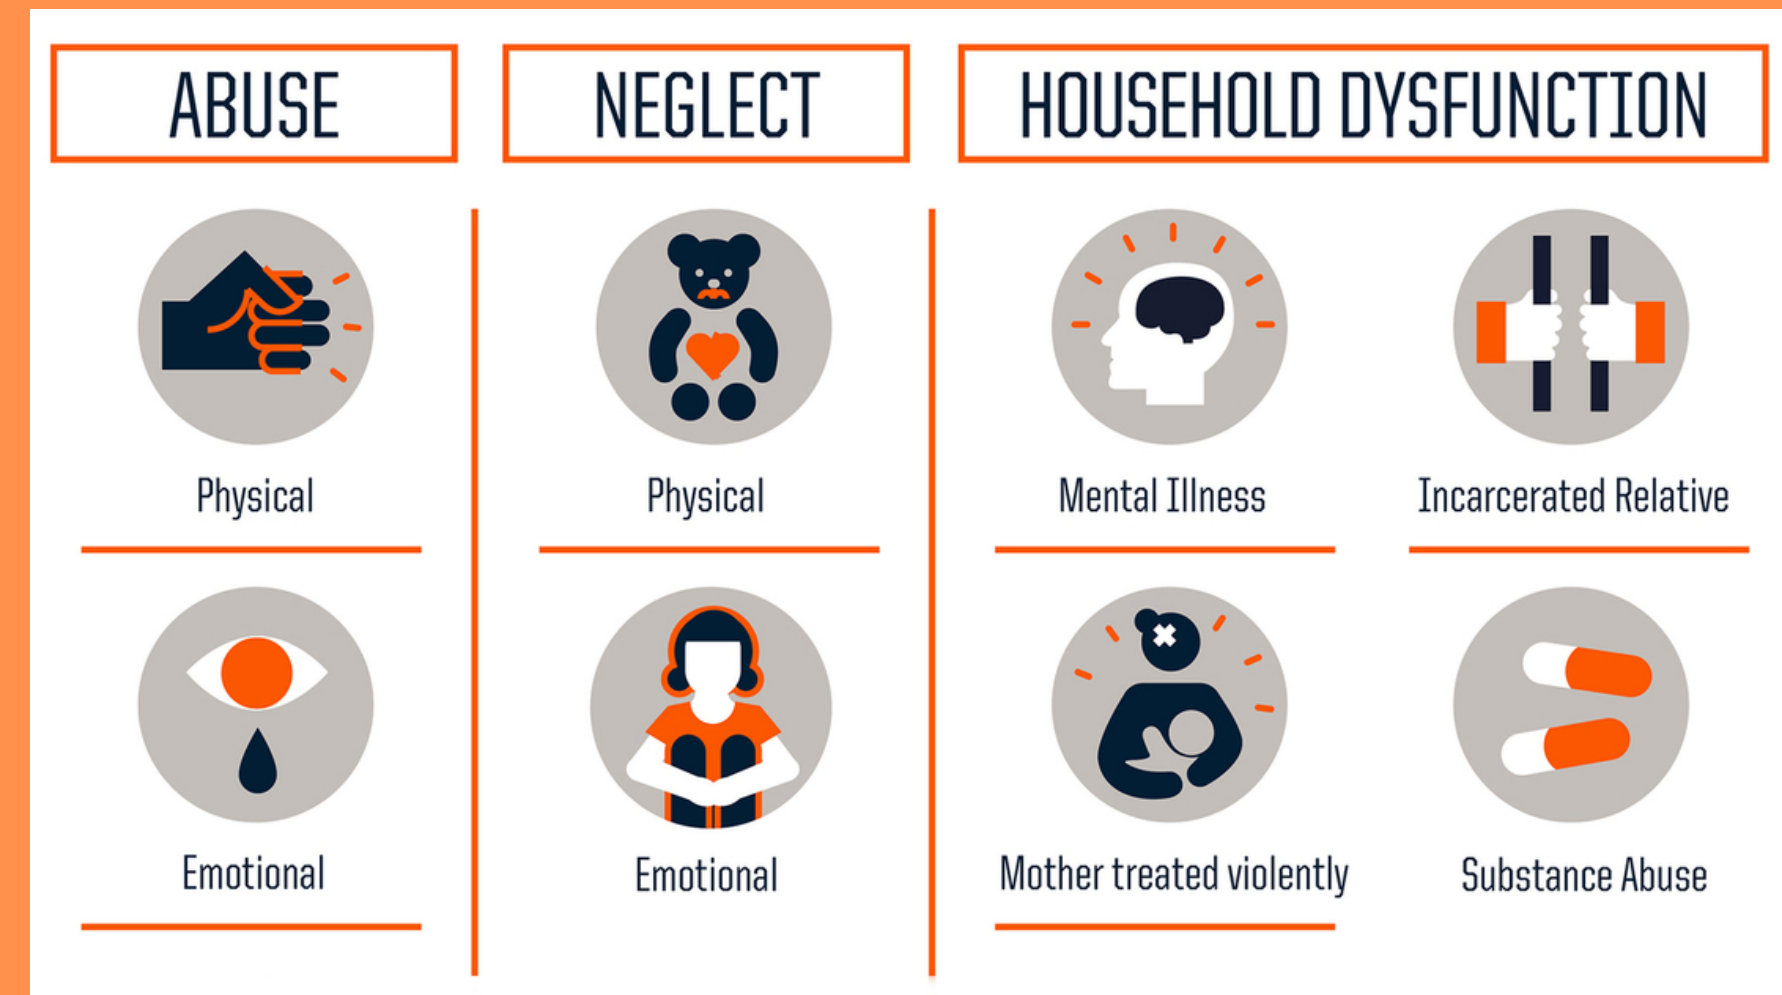 ABUSE
NEGLECT
HOUSEHOLD DYSFUNCTION
Physical
Physical
Mental Illness
Incarcerated Relative
Emotional
Emotional
Mother treated violently
Substance Abuse